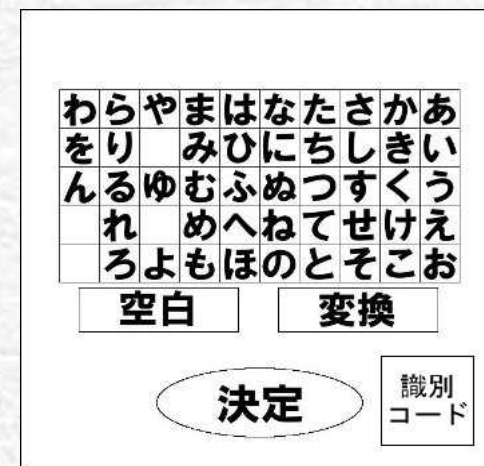 わらやまはなたさかあ
をり みひにちしきい
んるゆむふぬつすくう
れ めへねてせけえ
ろよもほのとそこお
空白 変換
決定
識別
コード